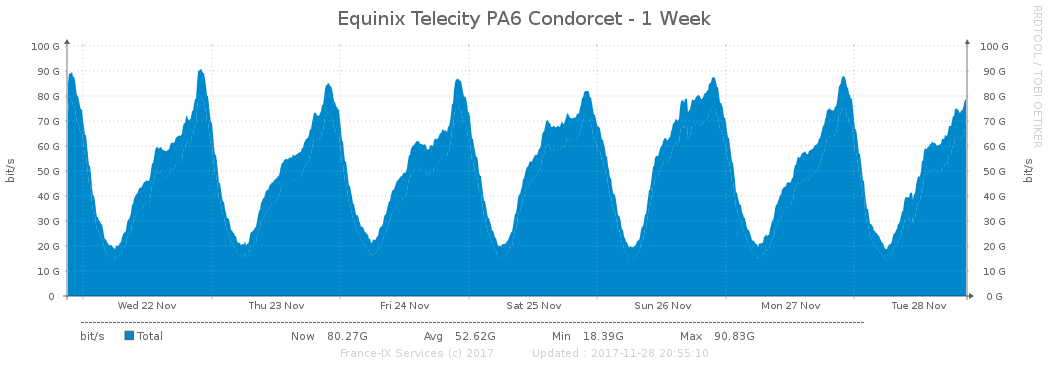 Equinix Telecity PA6 Condorcet - 1 Week
RRDTOOL / TOBI OETIKER
bit/s
100 G 100 G
90 G 90 G
80 G 80 G
70 G 70 G
60 G 60 G
50 G 50 G
40 G 40 G
30 G 30 G
20 G 20 G
10 G 10 G
0 0 G
bit/s
Wed 22 Nov Thu 23 Nov Fri 24 Nov Sat 25 Nov Sun 26 Nov Mon 27 Nov Tue 28 Nov
bit/s Total Now 80.27G Avg 52.62G Min 18.39G Max 90.83G
France-IX Services (c) 2017 Updated : 2017-11-28 20:55:10